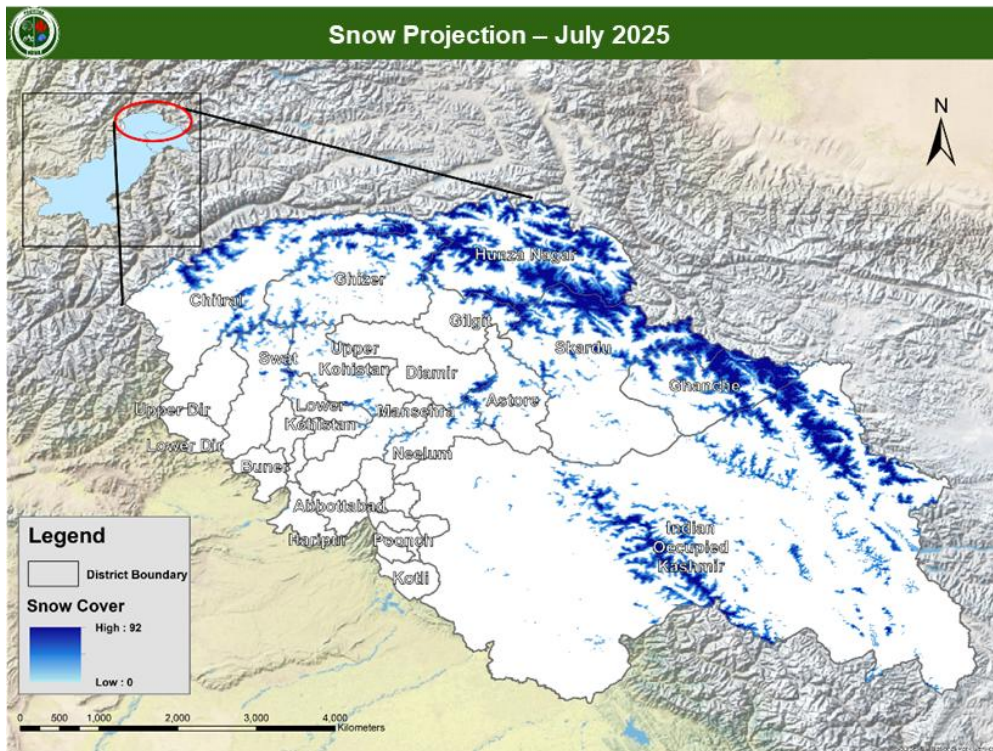 Snow Projection – July 2025
N
Hunza Nagar
Ghizer
Chitral
Gilgit
Skardu
Upper
Kohistan
Swat
Diamir
Ghanche
Astore
Upper Dir
Lower
Kohistan
Mansehra
Lower Dir
Neelum
Buner
Abbottabad
Haripur
Poonch
Indian
Occupied
Kashmir
Kotli
Legend
District Boundary
Snow Cover
High : 92
Low : 0
0 500 1,000 2,000 3,000 4,000
Kilometers